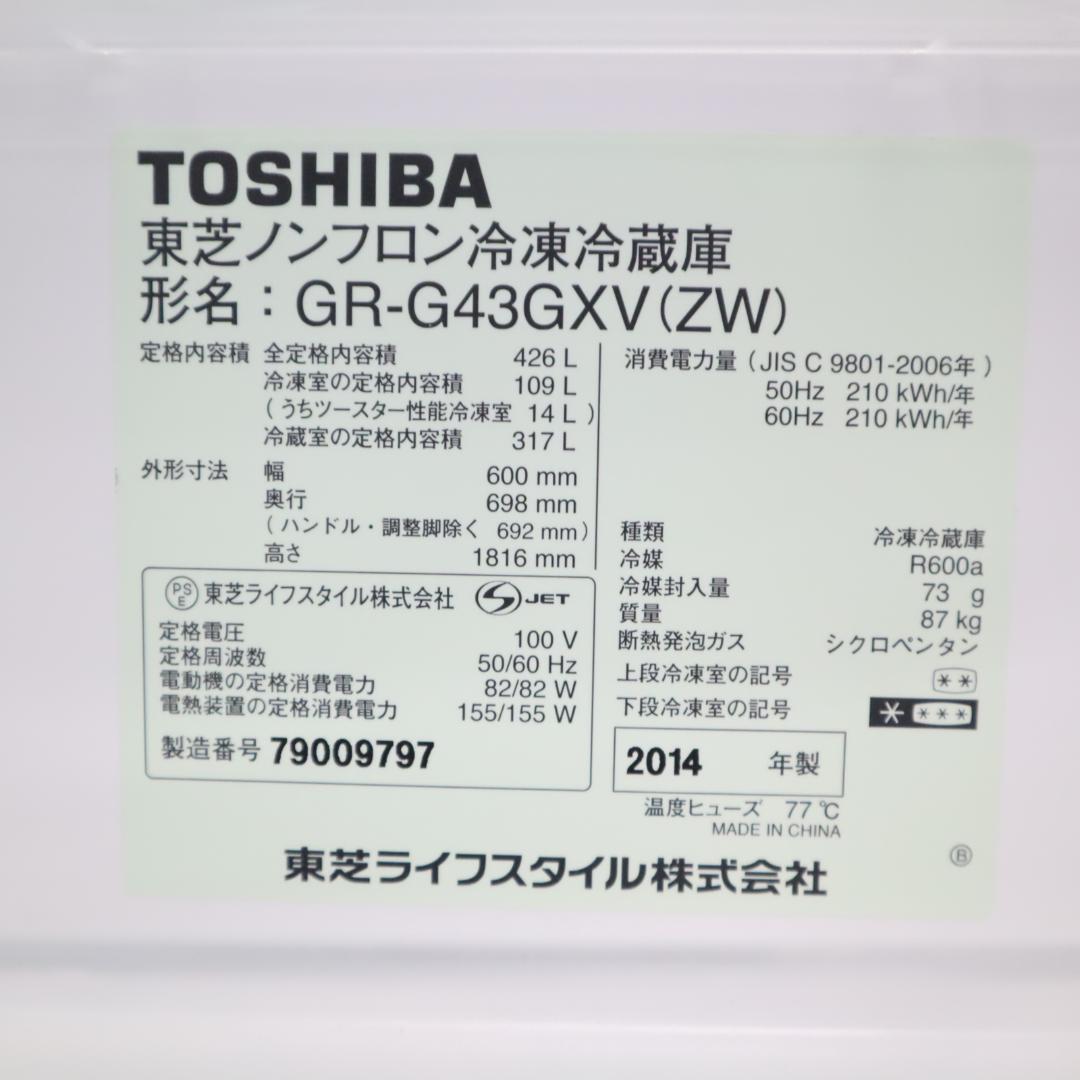 TOSHIBA
東芝ノンフロン冷凍冷蔵庫
形名：GR-G43GXV(ZW)
定格内容積 全定格内容積 426 L
冷凍室の定格内容積 109 L
（うちツースター性能冷凍室 14 L ）
冷蔵室の定格内容積 317 L
外形寸法 幅 600 mm
奥行 698 mm
（ハンドル・調整脚除く 692 mm）
高さ 1816 mm
消費電力量（JIS C 9801-2006年）
50Hz 210 kWh/年
60Hz 210 kWh/年
種類 冷凍冷蔵庫
冷媒 R600a
冷媒封入量 73 g
質量 87 kg
断熱発泡ガス シクロペンタン
上段冷凍室の記号 **
下段冷凍室の記号 * ***
PS E 東芝ライフスタイル株式会社 S JET
定格電圧 100 V
定格周波数 50/60 Hz
電動機の定格消費電力 82/82 W
電熱装置の定格消費電力 155/155 W
製造番号 79009797
2014 年製
温度ヒューズ 77 ℃
MADE IN CHINA
Ⓑ
東芝ライフスタイル株式会社